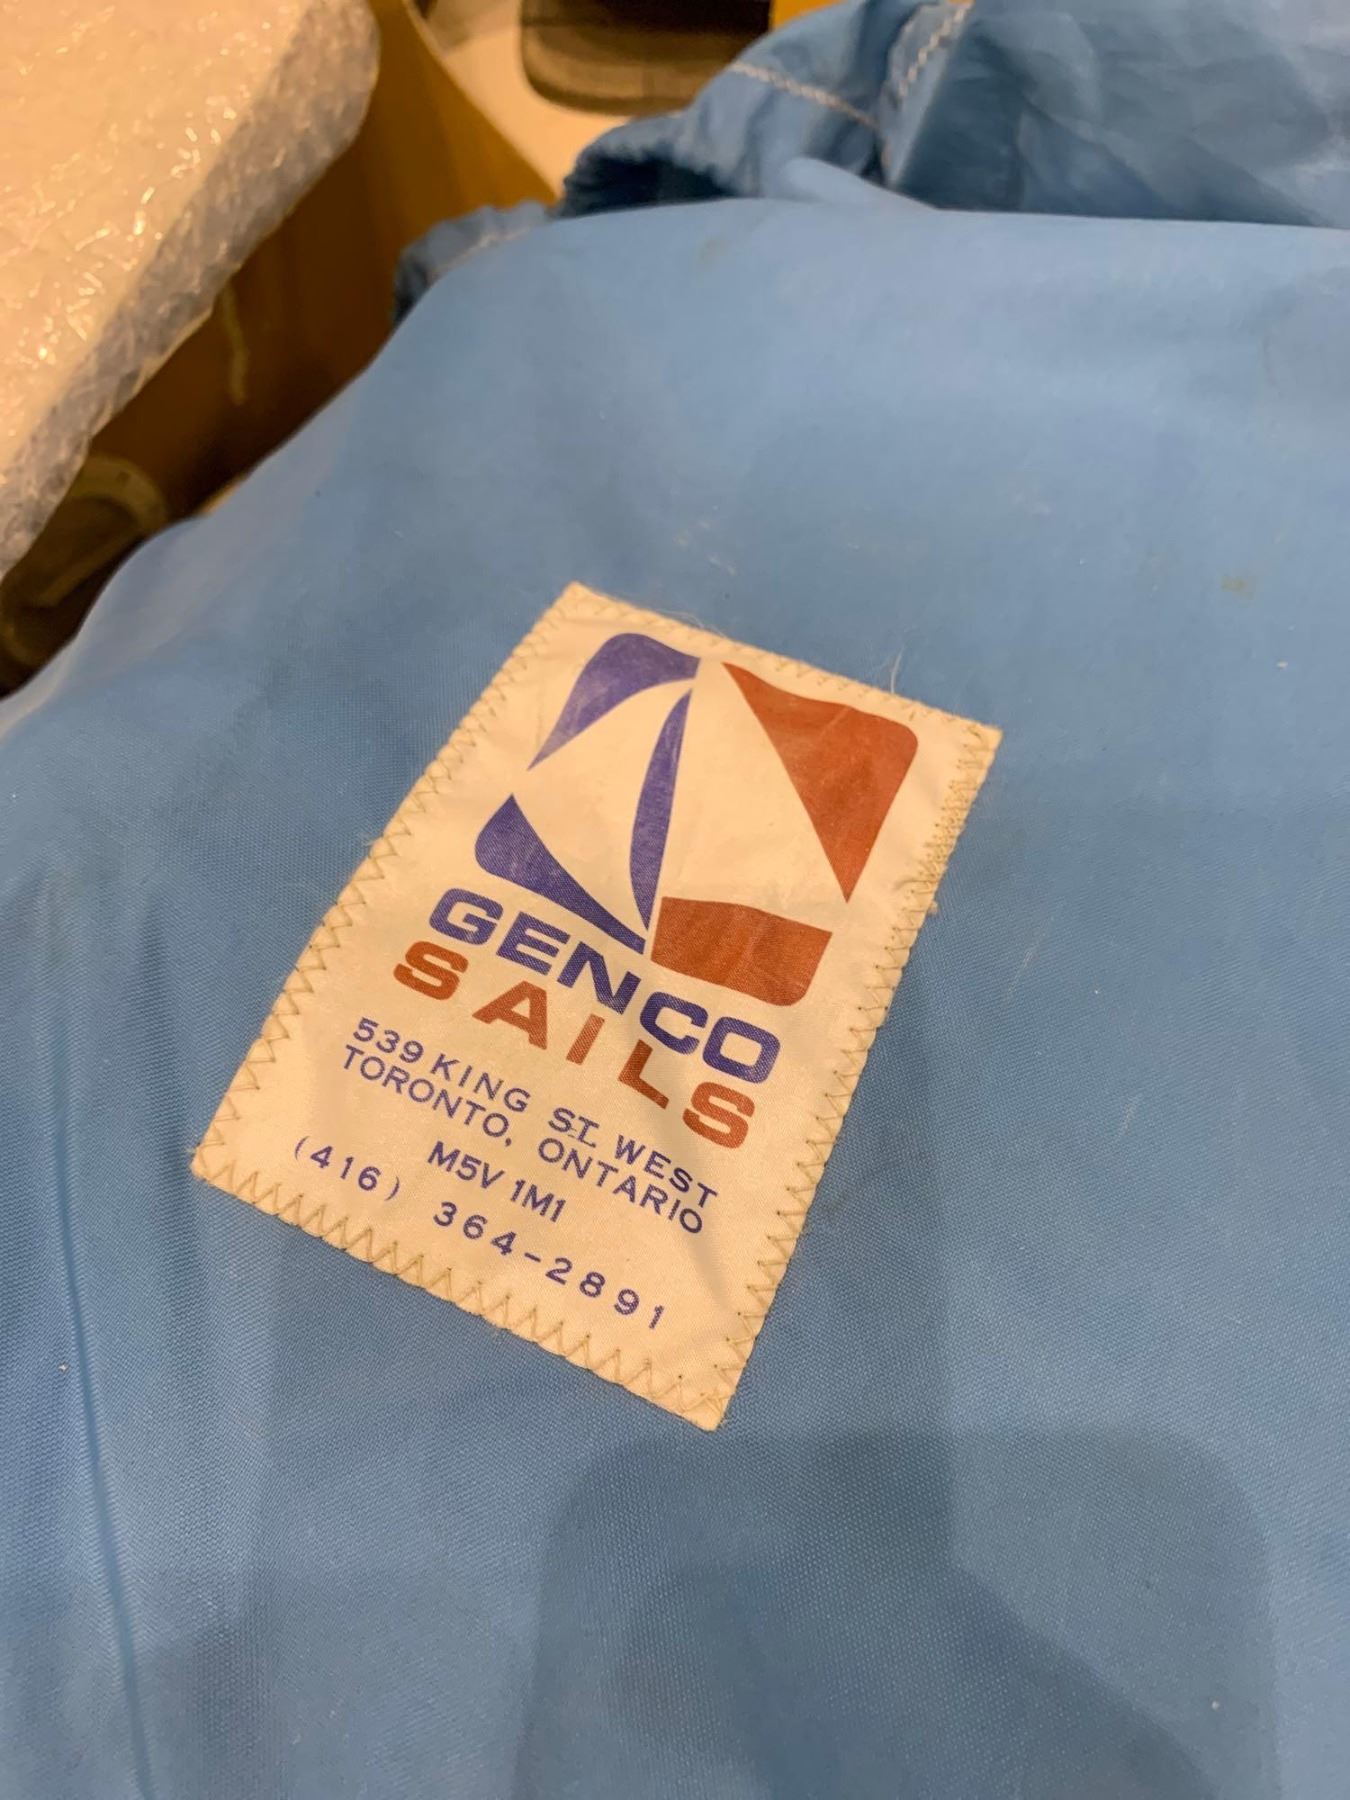 GENCO
SAILS
539 KING ST. WEST
TORONTO, ONTARIO
M5V 1M1
(416) 364-2891